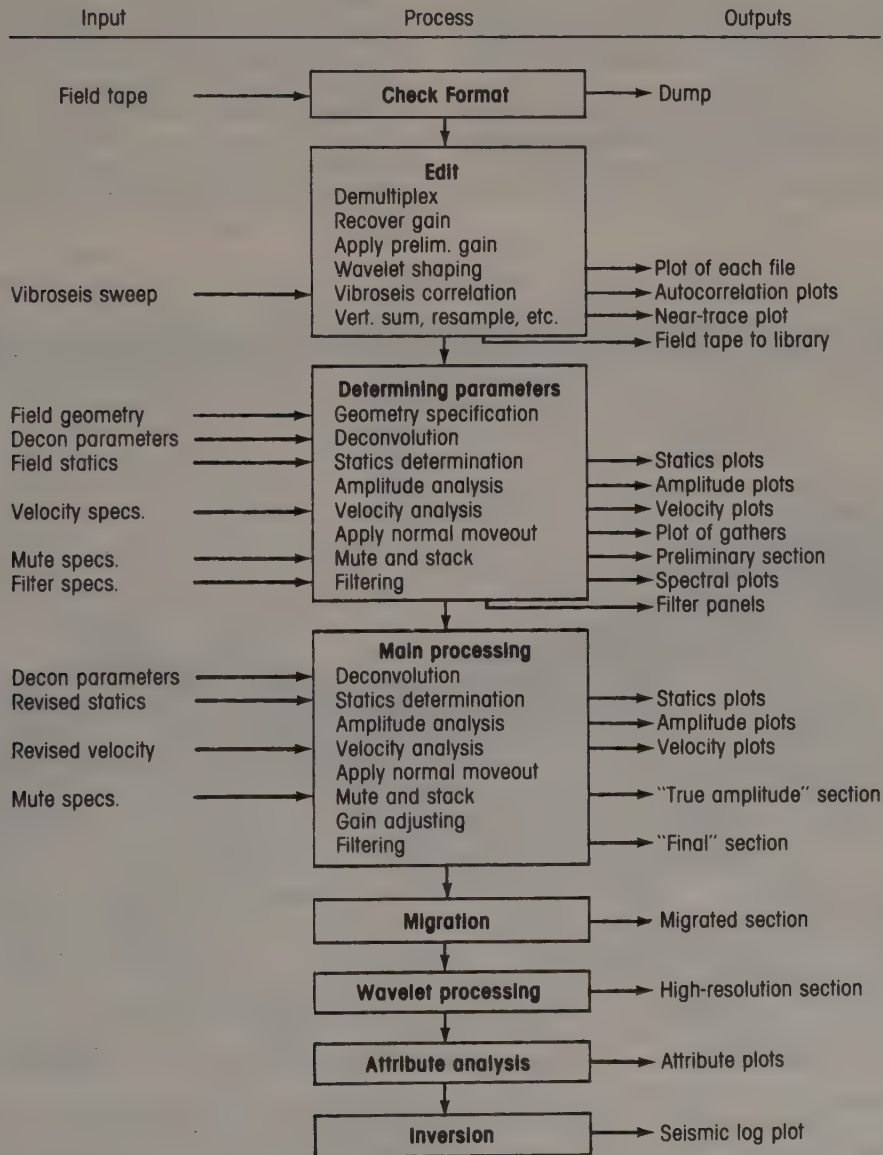 Input Process Outputs
Field tape Check Format Dump
Edit
Demultiplex
Recover gain
Apply prelim. gain
Wavelet shaping Plot of each file
Vibroseis sweep Vibroseis correlation Autocorrelation plots
Vert. sum, resample, etc. Near-trace plot
Field tape to library
Determining parameters
Field geometry Geometry specification
Decon parameters Deconvolution
Field statics Statics determination Statics plots
Amplitude analysis Amplitude plots
Velocity specs. Velocity analysis Velocity plots
Apply normal moveout Plot of gathers
Mute specs. Mute and stack Preliminary section
Filter specs. Filtering Spectral plots
Filter panels
Main processing
Decon parameters Deconvolution
Revised statics Statics determination Statics plots
Amplitude analysis Amplitude plots
Revised velocity Velocity analysis Velocity plots
Apply normal moveout
Mute specs. Mute and stack "True amplitude" section
Gain adjusting
Filtering "Final" section
Migration Migrated section
Wavelet processing High-resolution section
Attribute analysis Attribute plots
Inversion Seismic log plot